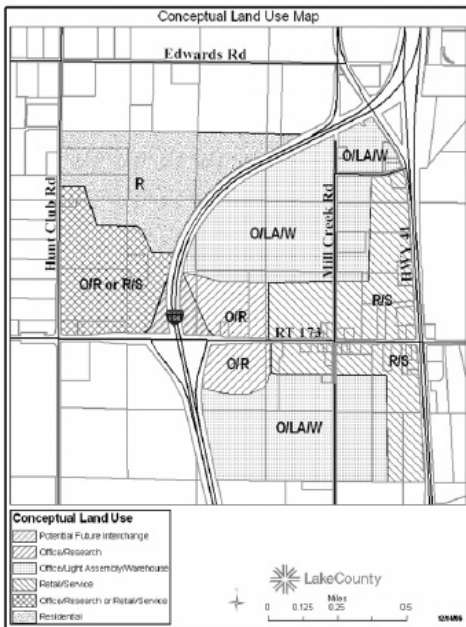 Conceptual Land Use Map
Edwards Rd
O/LA/W
R
Hunt Club Rd
Mill Creek Rd
O/LA/W
HWY 41
O/R or R/S
O/R
R/S
RT 173
O/R
R/S
O/LA/W
Conceptual Land Use
Potential Future Interchange
Office/Research
Office/Light Assembly/Warehouse
Retail/Service
Office/Research or Retail/Service
Residential
LakeCounty
Miles
0 0.125 0.25 0.5